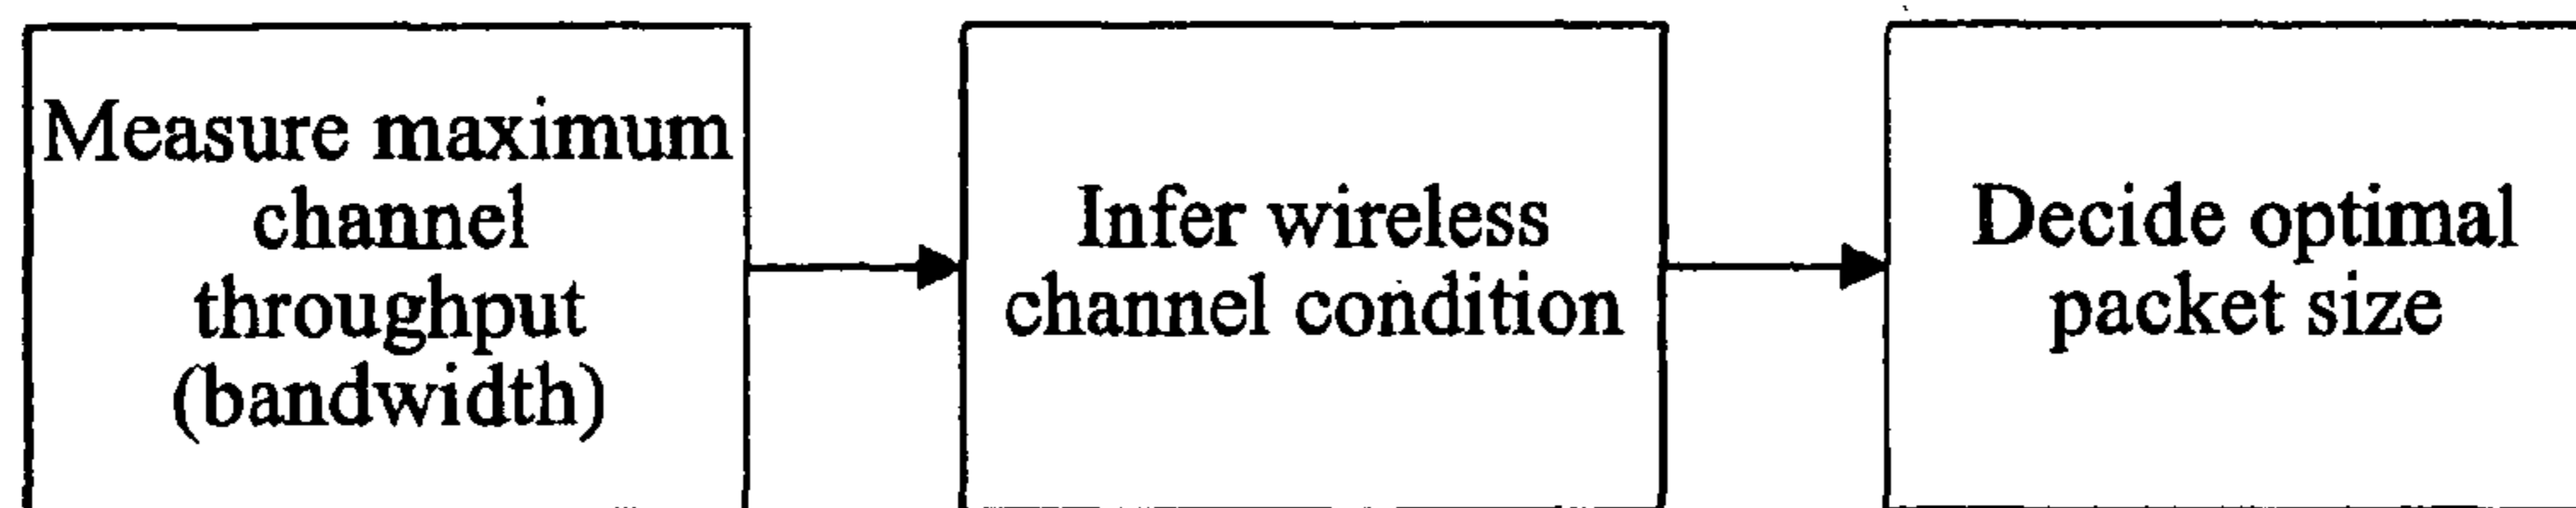 Measure maximum
channel
throughput
(bandwidth)
Infer wireless
channel condition
Decide optimal
packet size